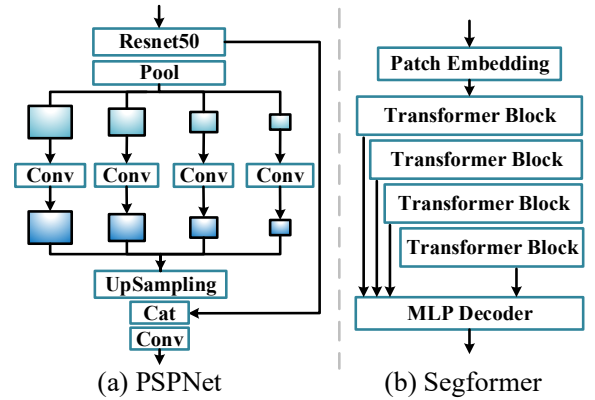 Resnet50
Pool
Conv Conv Conv Conv
UpSampling
Cat
Conv
(a) PSPNet
Patch Embedding
Transformer Block
Transformer Block
Transformer Block
Transformer Block
MLP Decoder
(b) Segformer